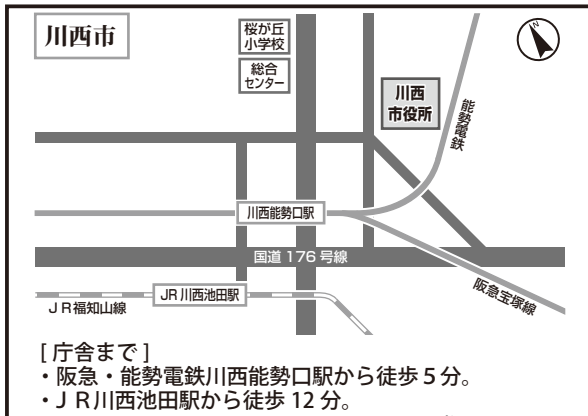 川西市
桜が丘
小学校
総合
センター
N
川西
市役所
能勢電鉄
川西能勢口駅
国道 176 号線
JR川西池田駅
ＪＲ福知山線
阪急宝塚線
[ 庁舎まで ]
・阪急・能勢電鉄川西能勢口駅から徒歩 5 分。
・ＪＲ川西池田駅から徒歩 12 分。